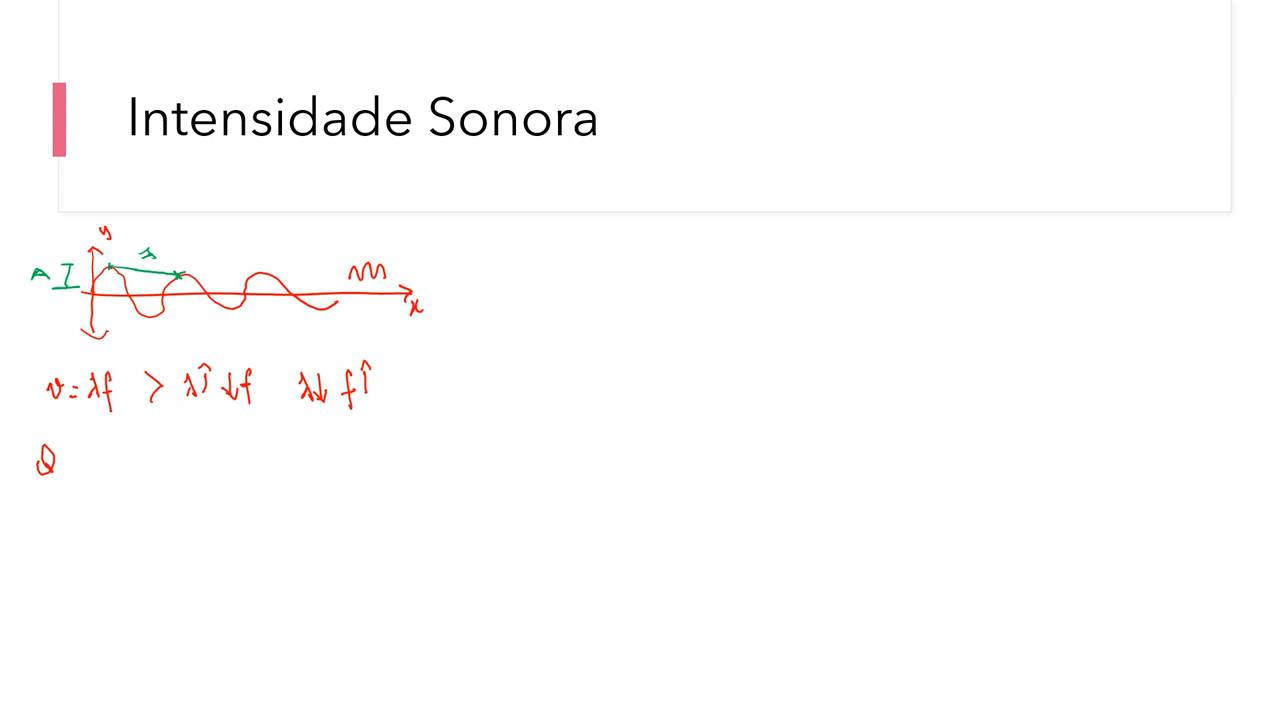 Intensidade Sonora
y
λ
A
x
v = λf > λ↑ ↓f λ↓ f↑